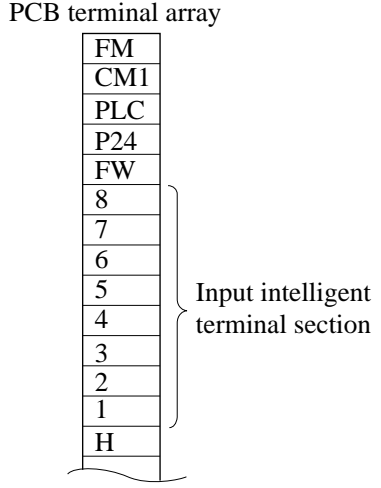 PCB terminal array
FM
CM1
PLC
P24
FW
8
7
6
5
4
3
2
1
H
Input intelligent
terminal section